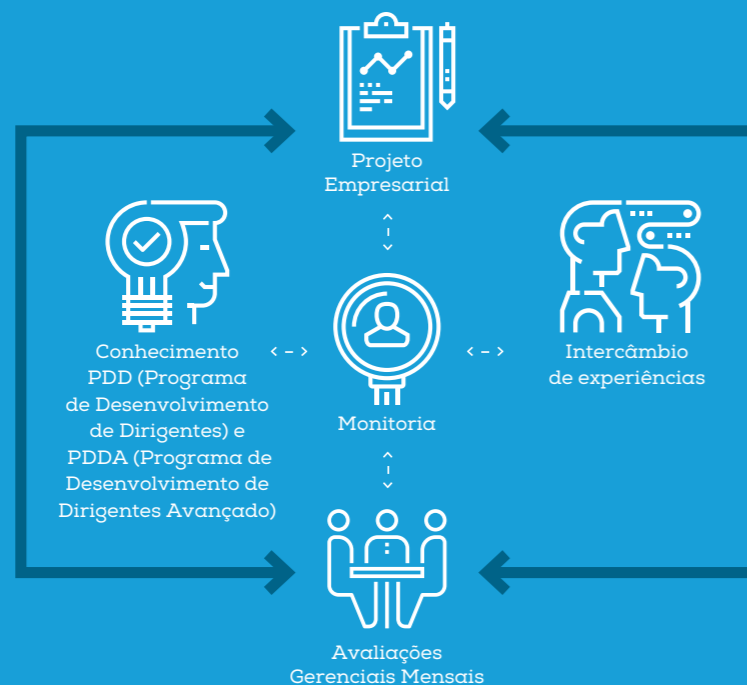 Projeto
Empresarial
Conhecimento
PDD (Programa
de Desenvolvimento
de Dirigentes) e
PDDA (Programa de
Desenvolvimento de
Dirigentes Avançado)
Monitoria
Intercâmbio
de experiências
Avaliações
Gerenciais Mensais